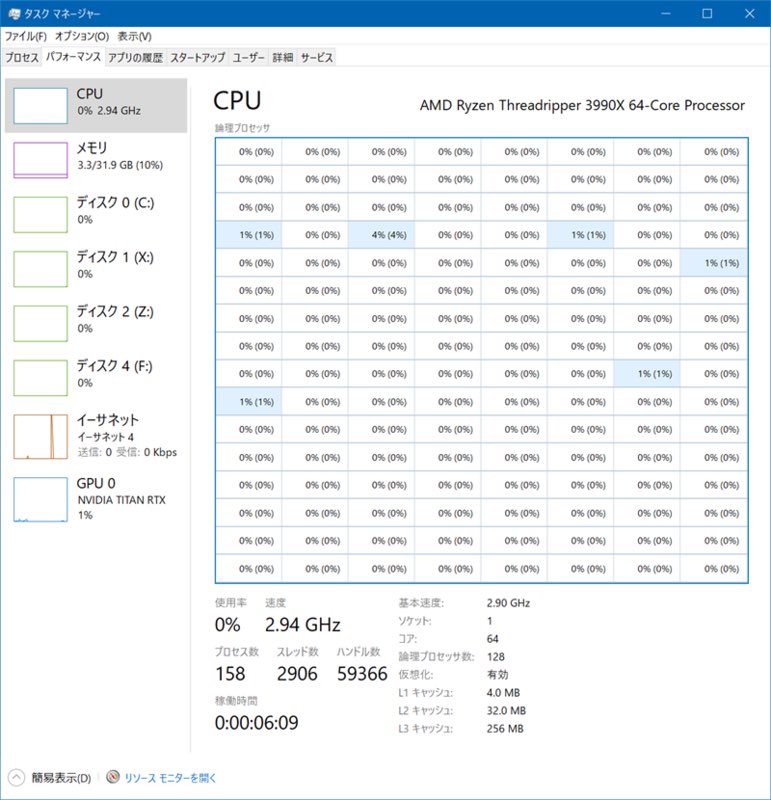 タスク マネージャー
ファイル(F) オプション(O) 表示(V)
プロセス パフォーマンス アプリの履歴 スタートアップ ユーザー 詳細 サービス
CPU
0% 2.94 GHz
メモリ
3.3/31.9 GB (10%)
ディスク 0 (C:)
0%
ディスク 1 (X:)
0%
ディスク 2 (Z:)
0%
ディスク 4 (F:)
0%
イーサネット
イーサネット 4
送信: 0 受信: 0 Kbps
GPU 0
NVIDIA TITAN RTX
1%
CPU
AMD Ryzen Threadripper 3990X 64-Core Processor
論理プロセッサ
0% (0%) 0% (0%) 0% (0%) 0% (0%) 0% (0%) 0% (0%) 0% (0%) 0% (0%)
0% (0%) 0% (0%) 0% (0%) 0% (0%) 0% (0%) 0% (0%) 0% (0%) 0% (0%)
0% (0%) 0% (0%) 0% (0%) 0% (0%) 0% (0%) 0% (0%) 0% (0%) 0% (0%)
1% (1%) 0% (0%) 4% (4%) 0% (0%) 0% (0%) 1% (1%) 0% (0%) 0% (0%)
0% (0%) 0% (0%) 0% (0%) 0% (0%) 0% (0%) 0% (0%) 0% (0%) 1% (1%)
0% (0%) 0% (0%) 0% (0%) 0% (0%) 0% (0%) 0% (0%) 0% (0%) 0% (0%)
0% (0%) 0% (0%) 0% (0%) 0% (0%) 0% (0%) 0% (0%) 0% (0%) 0% (0%)
0% (0%) 0% (0%) 0% (0%) 0% (0%) 0% (0%) 0% (0%) 0% (0%) 0% (0%)
0% (0%) 0% (0%) 0% (0%) 0% (0%) 0% (0%) 0% (0%) 1% (1%) 0% (0%)
1% (1%) 0% (0%) 0% (0%) 0% (0%) 0% (0%) 0% (0%) 0% (0%) 0% (0%)
0% (0%) 0% (0%) 0% (0%) 0% (0%) 0% (0%) 0% (0%) 0% (0%) 0% (0%)
0% (0%) 0% (0%) 0% (0%) 0% (0%) 0% (0%) 0% (0%) 0% (0%) 0% (0%)
0% (0%) 0% (0%) 0% (0%) 0% (0%) 0% (0%) 0% (0%) 0% (0%) 0% (0%)
0% (0%) 0% (0%) 0% (0%) 0% (0%) 0% (0%) 0% (0%) 0% (0%) 0% (0%)
0% (0%) 0% (0%) 0% (0%) 0% (0%) 0% (0%) 0% (0%) 0% (0%) 0% (0%)
0% (0%) 0% (0%) 0% (0%) 0% (0%) 0% (0%) 0% (0%) 0% (0%) 0% (0%)
使用率 速度
0% 2.94 GHz
プロセス数 スレッド数 ハンドル数
158 2906 59366
稼働時間
0:00:06:09
基本速度: 2.90 GHz
ソケット: 1
コア: 64
論理プロセッサ数: 128
仮想化: 有効
L1 キャッシュ: 4.0 MB
L2 キャッシュ: 32.0 MB
L3 キャッシュ: 256 MB
簡易表示(D) リソース モニターを開く